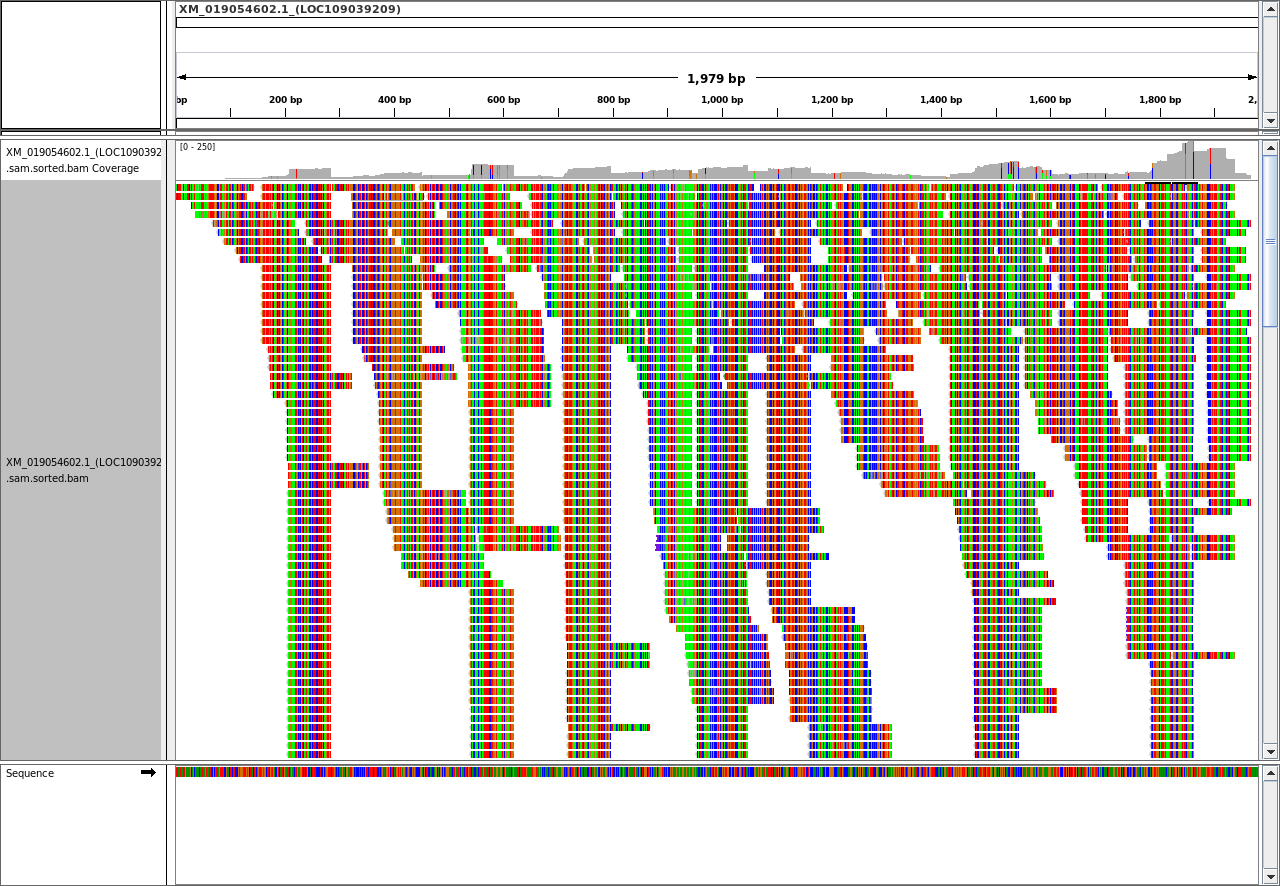 XM_019054602.1_(LOC109039209)
1,979 bp
bp 200 bp 400 bp 600 bp 800 bp 1,000 bp 1,200 bp 1,400 bp 1,600 bp 1,800 bp 2,
[0 - 250]
XM_019054602.1_(LOC1090392
.sam.sorted.bam Coverage
XM_019054602.1_(LOC1090392
.sam.sorted.bam
Sequence